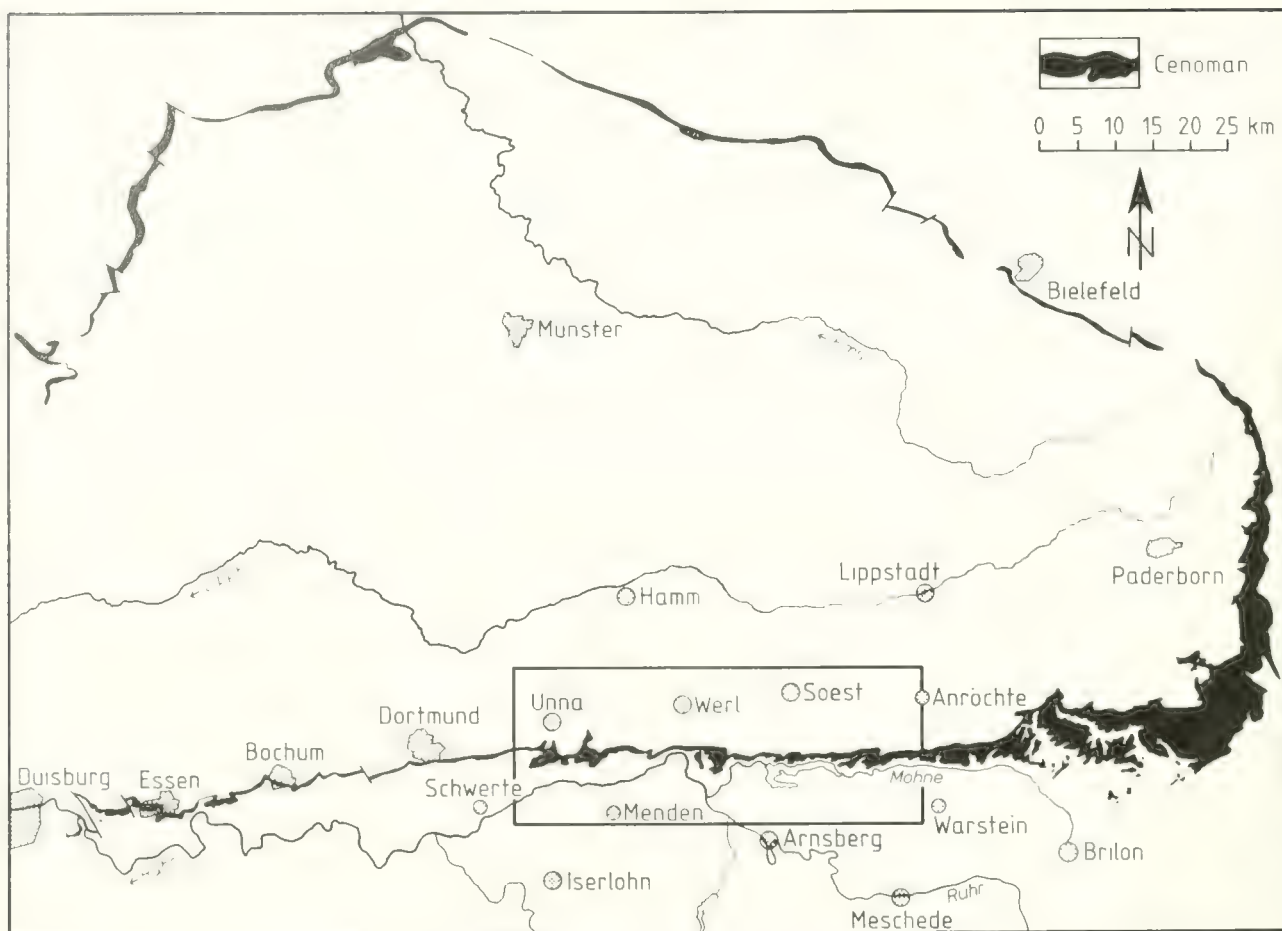 Cenoman
0 5 10 15 20 25 km
N
Bielefeld
Munster
Lippstadt
Paderborn
Hamm
Unna
Werl
Soest
Anröchte
Dortmund
Bochum
Duisburg
Essen
Schwerte
Möhne
Menden
Warstein
Arnsberg
Brilon
Iserlohn
Ruhr
Meschede